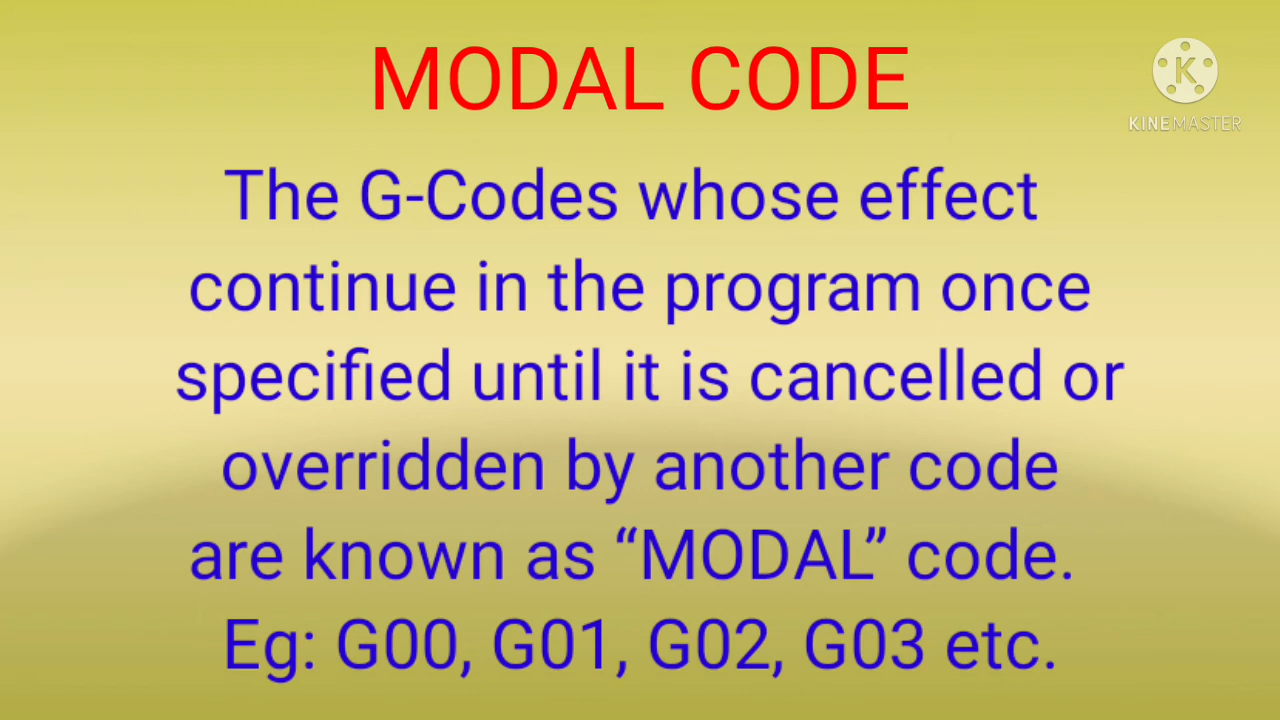 MODAL CODE
K
KINEMASTER
The G-Codes whose effect
continue in the program once
specified until it is cancelled or
overridden by another code
are known as “MODAL” code.
Eg: G00, G01, G02, G03 etc.